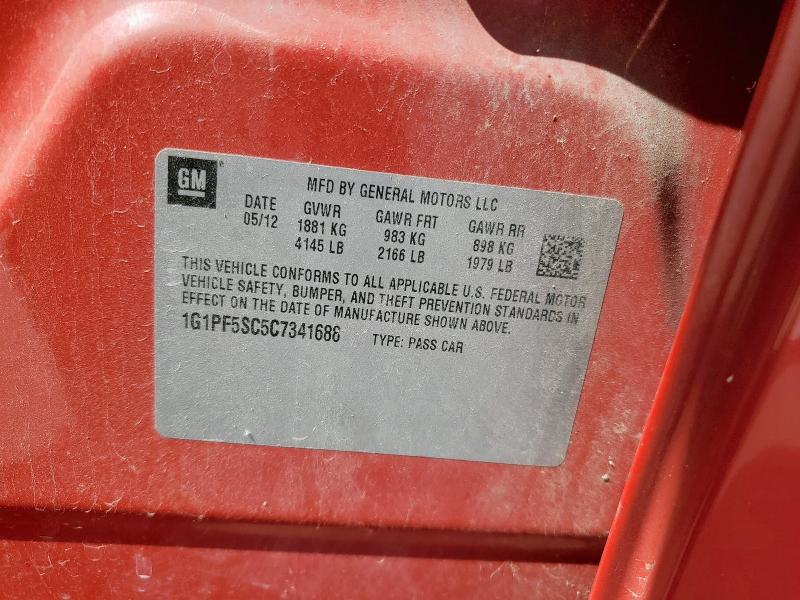 GM
MFD BY GENERAL MOTORS LLC
DATE GVWR GAWR FRT GAWR RR
05/12 1881 KG 983 KG 898 KG
4145 LB 2166 LB 1979 LB
THIS VEHICLE CONFORMS TO ALL APPLICABLE U.S. FEDERAL MOTOR
VEHICLE SAFETY, BUMPER, AND THEFT PREVENTION STANDARDS IN
EFFECT ON THE DATE OF MANUFACTURE SHOWN ABOVE.
1G1PF5SC5C7341686 TYPE: PASS CAR